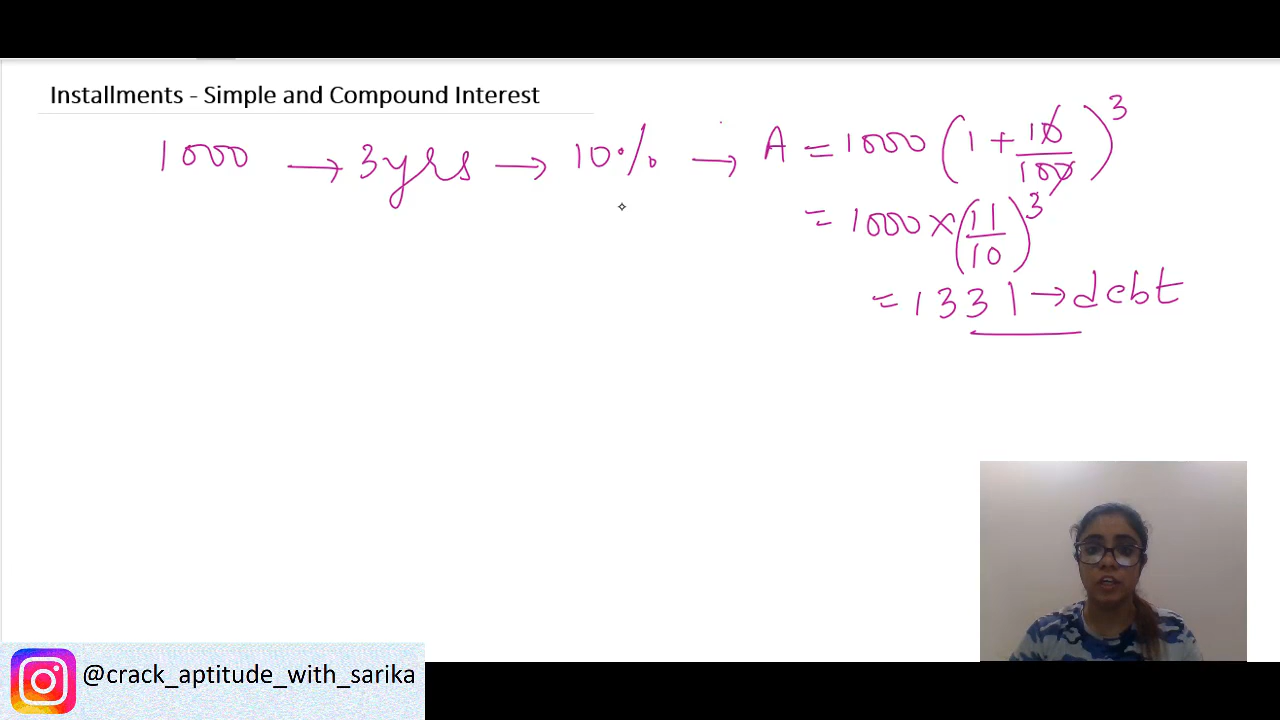 Installments - Simple and Compound Interest
1000 → 3yrs → 10% → A = 1000 (1 + 10/100)^3
= 1000 × (11/10)^3
= 1331 → debt
@crack_aptitude_with_sarika